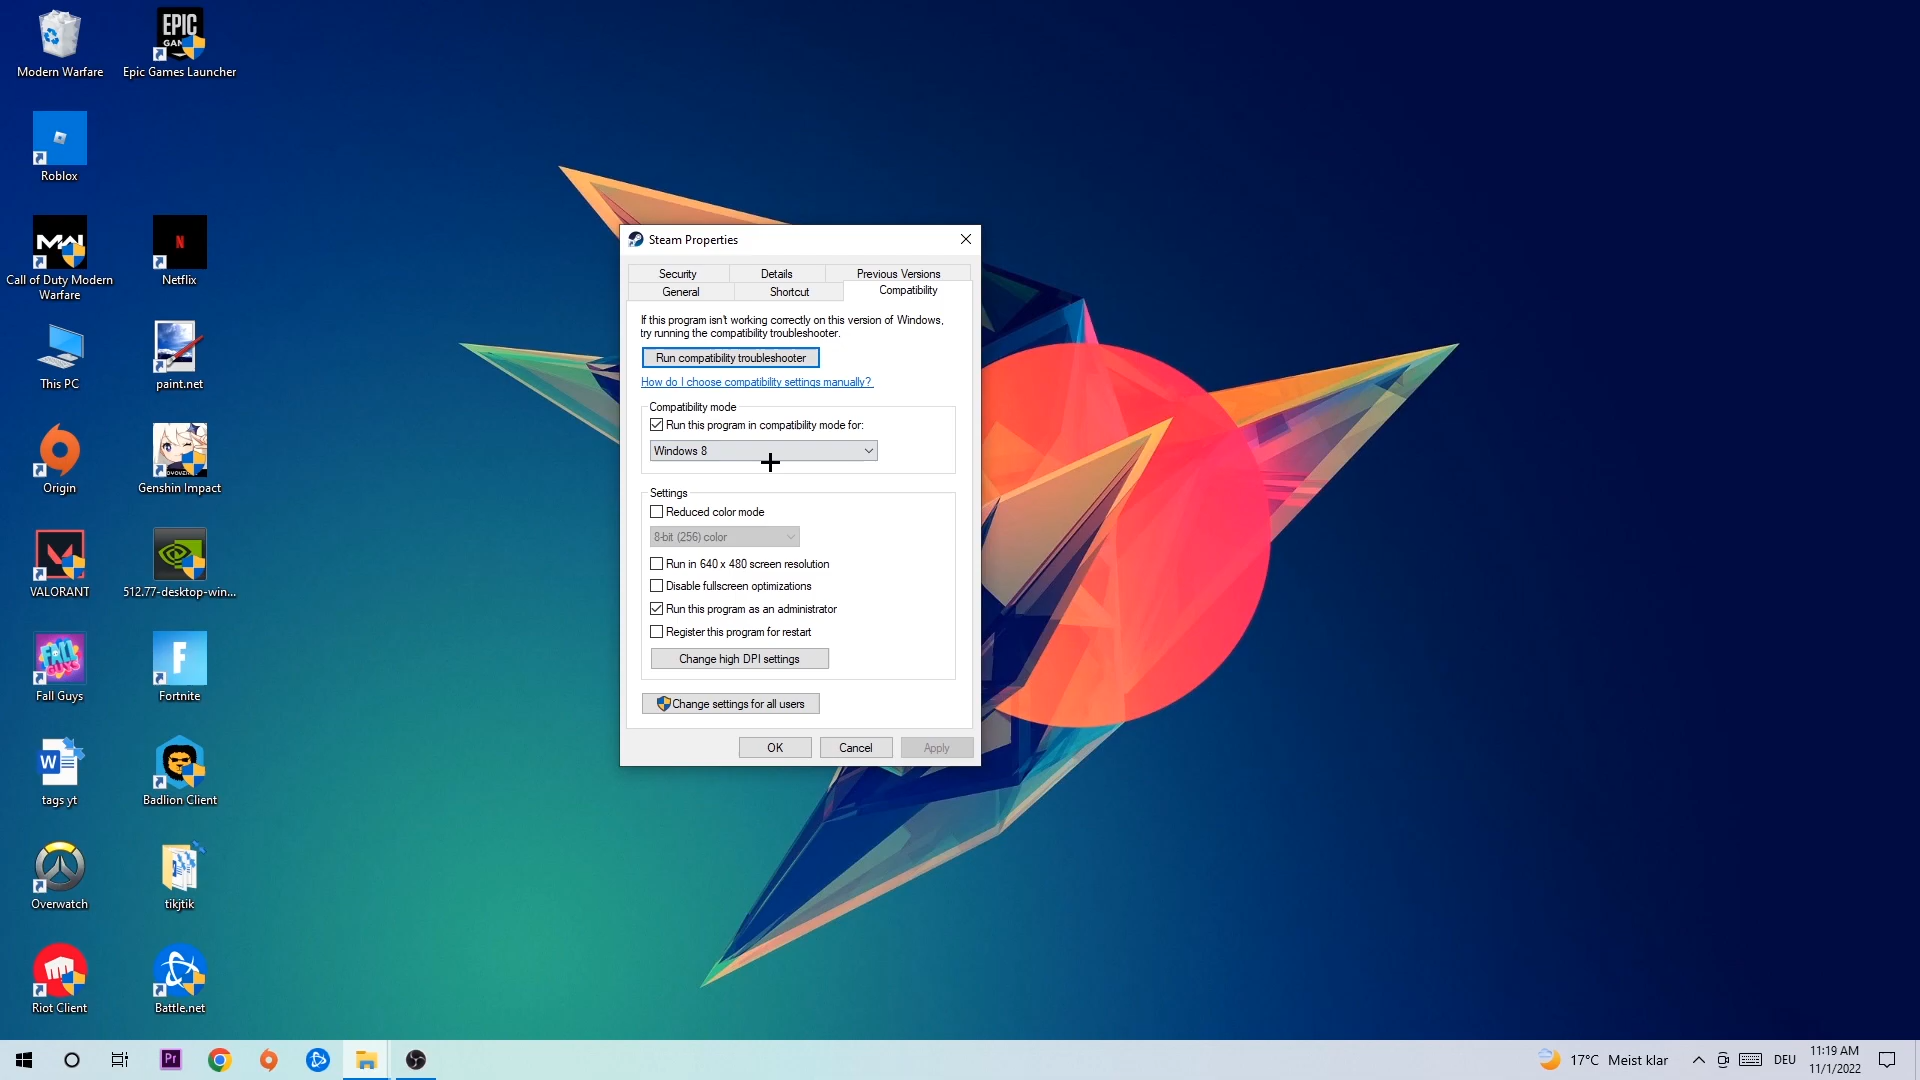 Modern Warfare
EPIC
GAMES
Epic Games Launcher
Roblox
MW
Call of Duty Modern
Warfare
N
Netflix
This PC
paint.net
Origin
Genshin Impact
VALORANT
512.77-desktop-win...
FALL
GUYS
Fall Guys
F
Fortnite
W
tags yt
Badlion Client
Overwatch
tikjtik
Riot Client
Battle.net
Steam Properties
Security
Details
Previous Versions
General
Shortcut
Compatibility
If this program isn't working correctly on this version of Windows,
try running the compatibility troubleshooter.
Run compatibility troubleshooter
How do I choose compatibility settings manually?
Compatibility mode
Run this program in compatibility mode for:
Windows 8
Settings
Reduced color mode
8-bit (256) color
Run in 640 x 480 screen resolution
Disable fullscreen optimizations
Run this program as an administrator
Register this program for restart
Change high DPI settings
Change settings for all users
OK
Cancel
Apply
Pr
17°C Meist klar
DEU
11:19 AM
11/1/2022